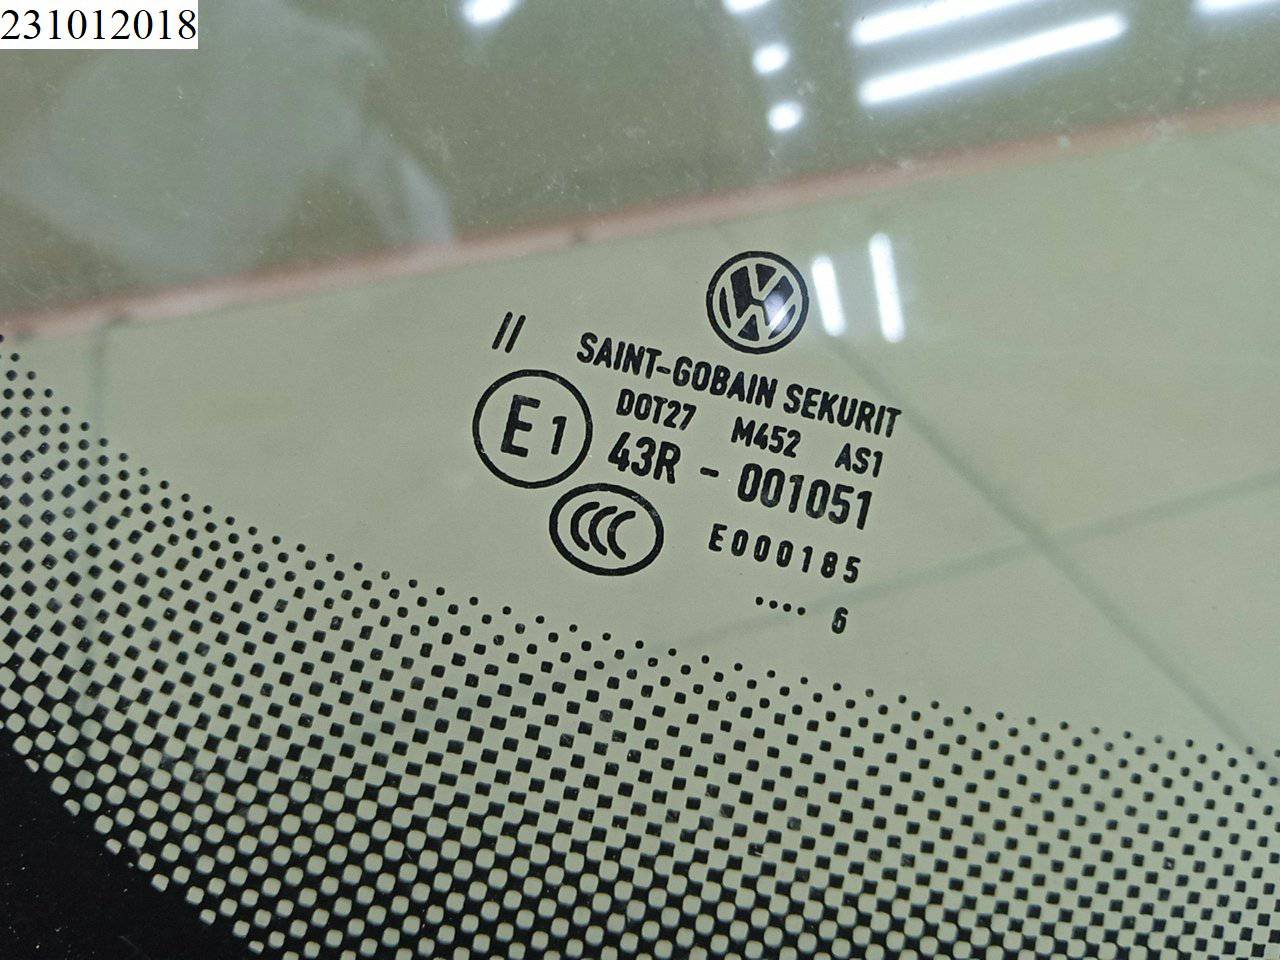 231012018
//
SAINT-GOBAIN SEKURIT
DOT27 M452 AS1
E1 43R - 001051
CCC E000185
.... 6